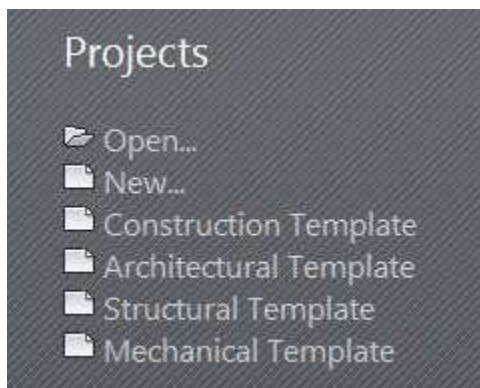 Projects
Open...
New...
Construction Template
Architectural Template
Structural Template
Mechanical Template